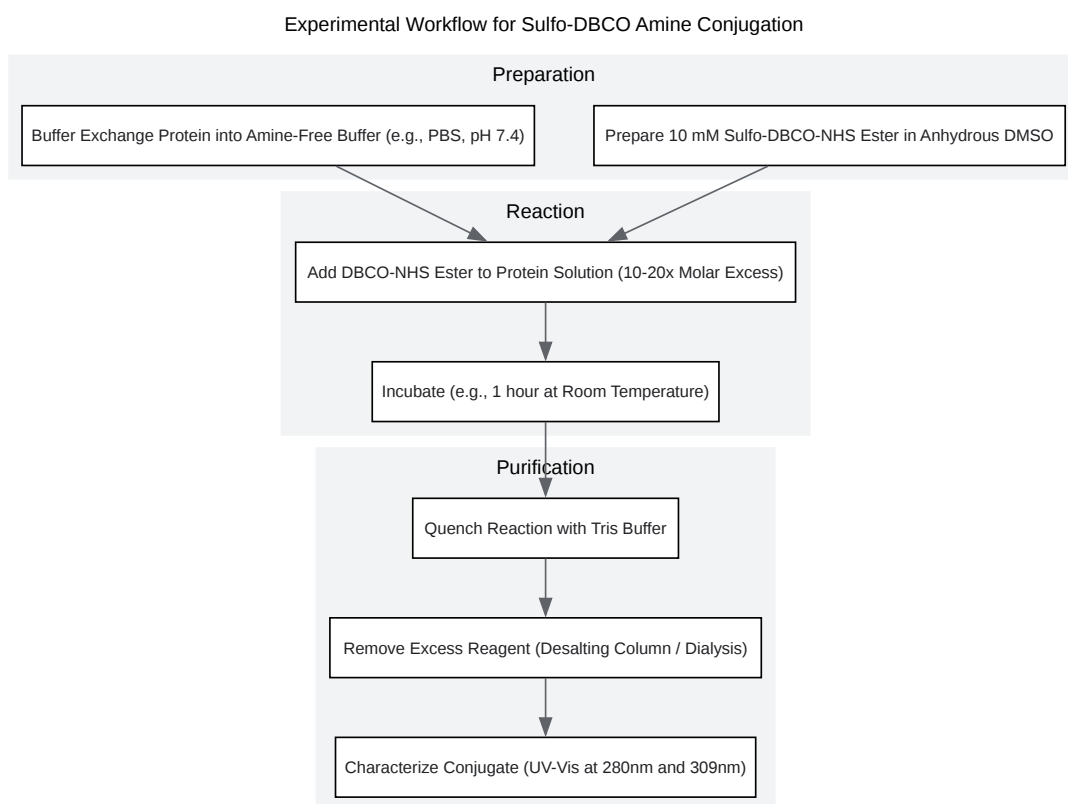 Experimental Workflow for Sulfo-DBCO Amine Conjugation
Preparation
Buffer Exchange Protein into Amine-Free Buffer (e.g., PBS, pH 7.4)
Prepare 10 mM Sulfo-DBCO-NHS Ester in Anhydrous DMSO
Reaction
Add DBCO-NHS Ester to Protein Solution (10-20x Molar Excess)
Incubate (e.g., 1 hour at Room Temperature)
Purification
Quench Reaction with Tris Buffer
Remove Excess Reagent (Desalting Column / Dialysis)
Characterize Conjugate (UV-Vis at 280nm and 309nm)